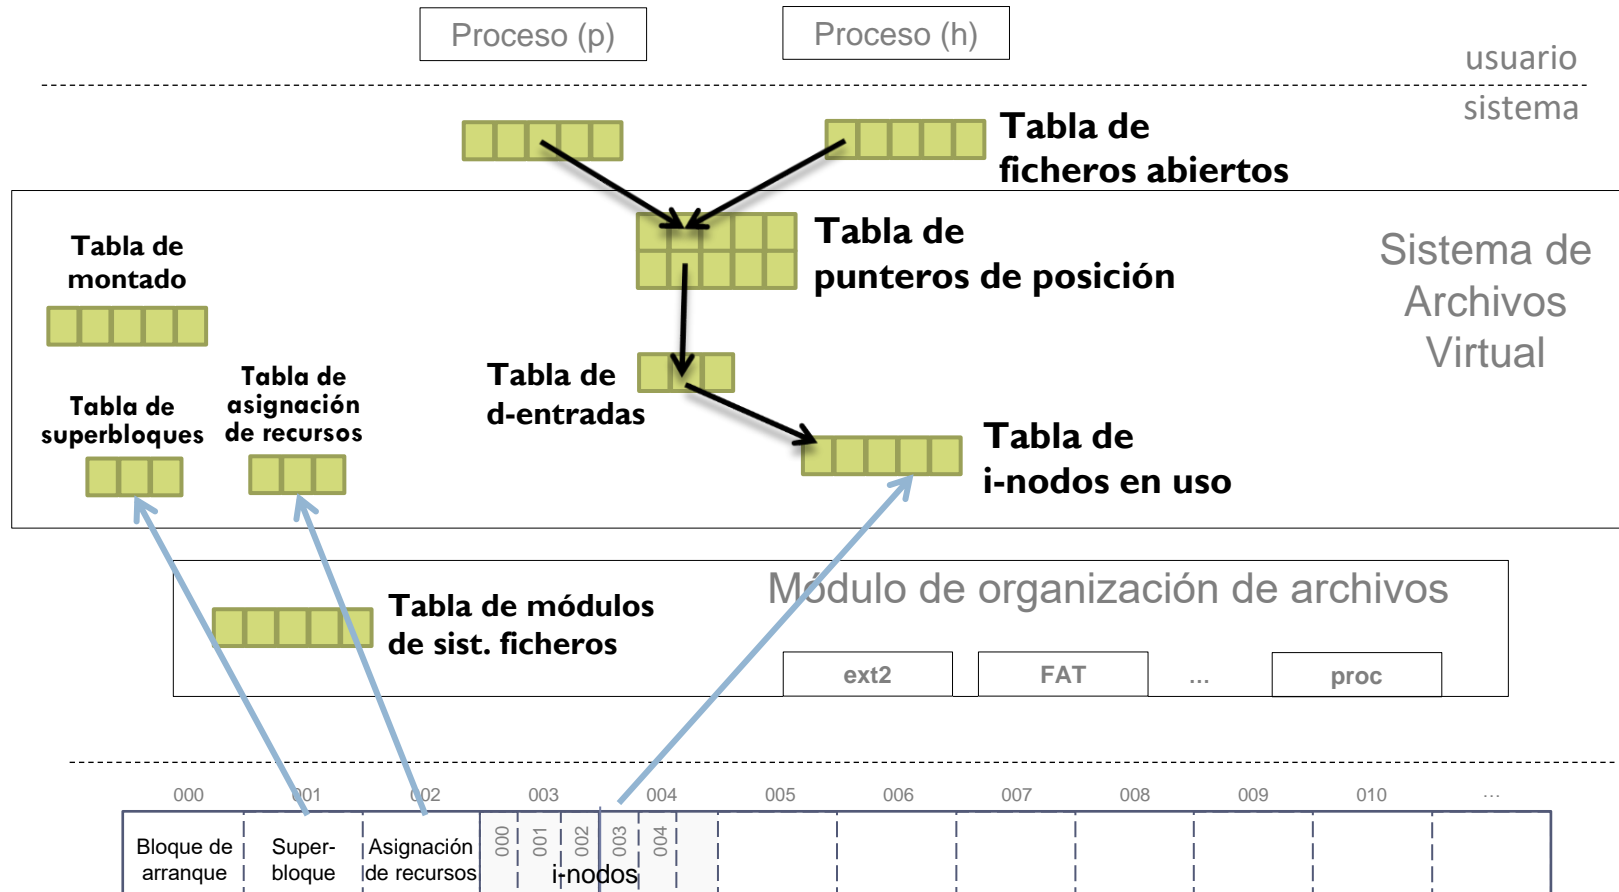 Proceso (p)
Proceso (h)
usuario
sistema
Tabla de
ficheros abiertos
Tabla de
montado
Tabla de
punteros de posición
Sistema de
Archivos
Virtual
Tabla de
superbloques
Tabla de
asignación
de recursos
Tabla de
d-entradas
Tabla de
i-nodos en uso
Módulo de organización de archivos
Tabla de módulos
de sist. ficheros
ext2
FAT
...
proc
000
001
002
003
004
005
006
007
008
009
010
...
Bloque de
arranque
Super-
bloque
Asignación
de recursos
000
001
002
003
004
i-nodos